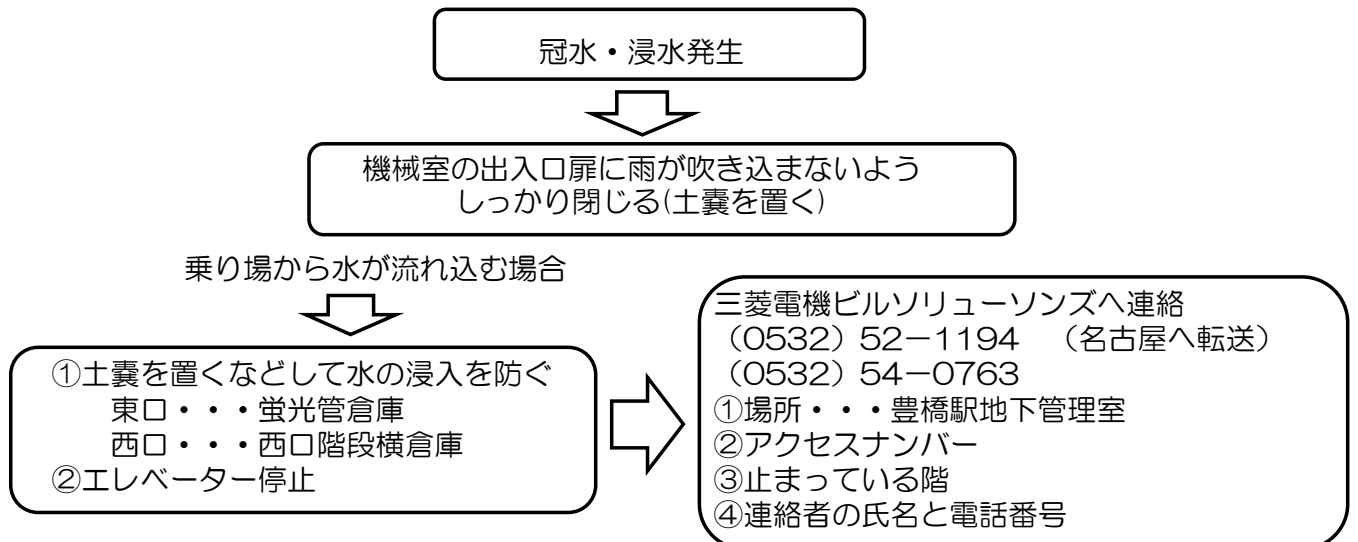 冠水・浸水発生
機械室の出入口扉に雨が吹き込まないよう
しっかり閉じる(土嚢を置く)
乗り場から水が流れ込む場合
①土嚢を置くなどして水の浸入を防ぐ
東口・・・蛍光管倉庫
西口・・・西口階段横倉庫
②エレベーター停止
三菱電機ビルソリューソンズへ連絡
（0532）52－1194　（名古屋へ転送）
（0532）54－0763
①場所・・・豊橋駅地下管理室
②アクセスナンバー
③止まっている階
④連絡者の氏名と電話番号